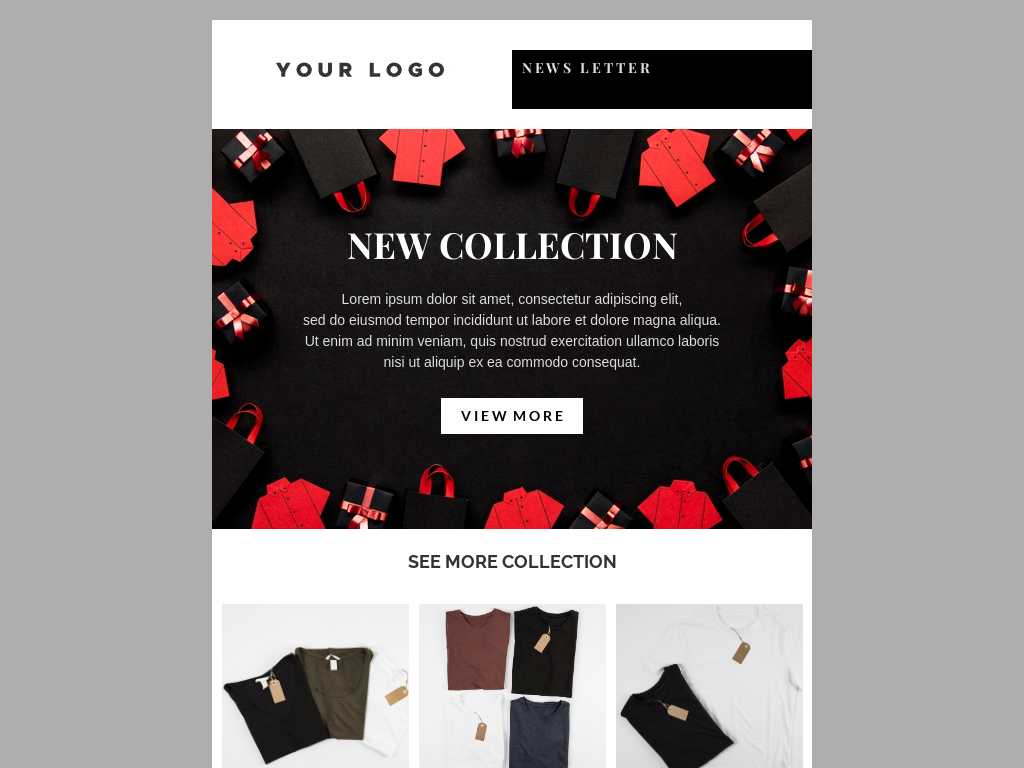 YOUR LOGO
NEWS LETTER
NEW COLLECTION
Lorem ipsum dolor sit amet, consectetur adipiscing elit,
sed do eiusmod tempor incididunt ut labore et dolore magna aliqua.
Ut enim ad minim veniam, quis nostrud exercitation ullamco laboris
nisi ut aliquip ex ea commodo consequat.
VIEW MORE
SEE MORE COLLECTION